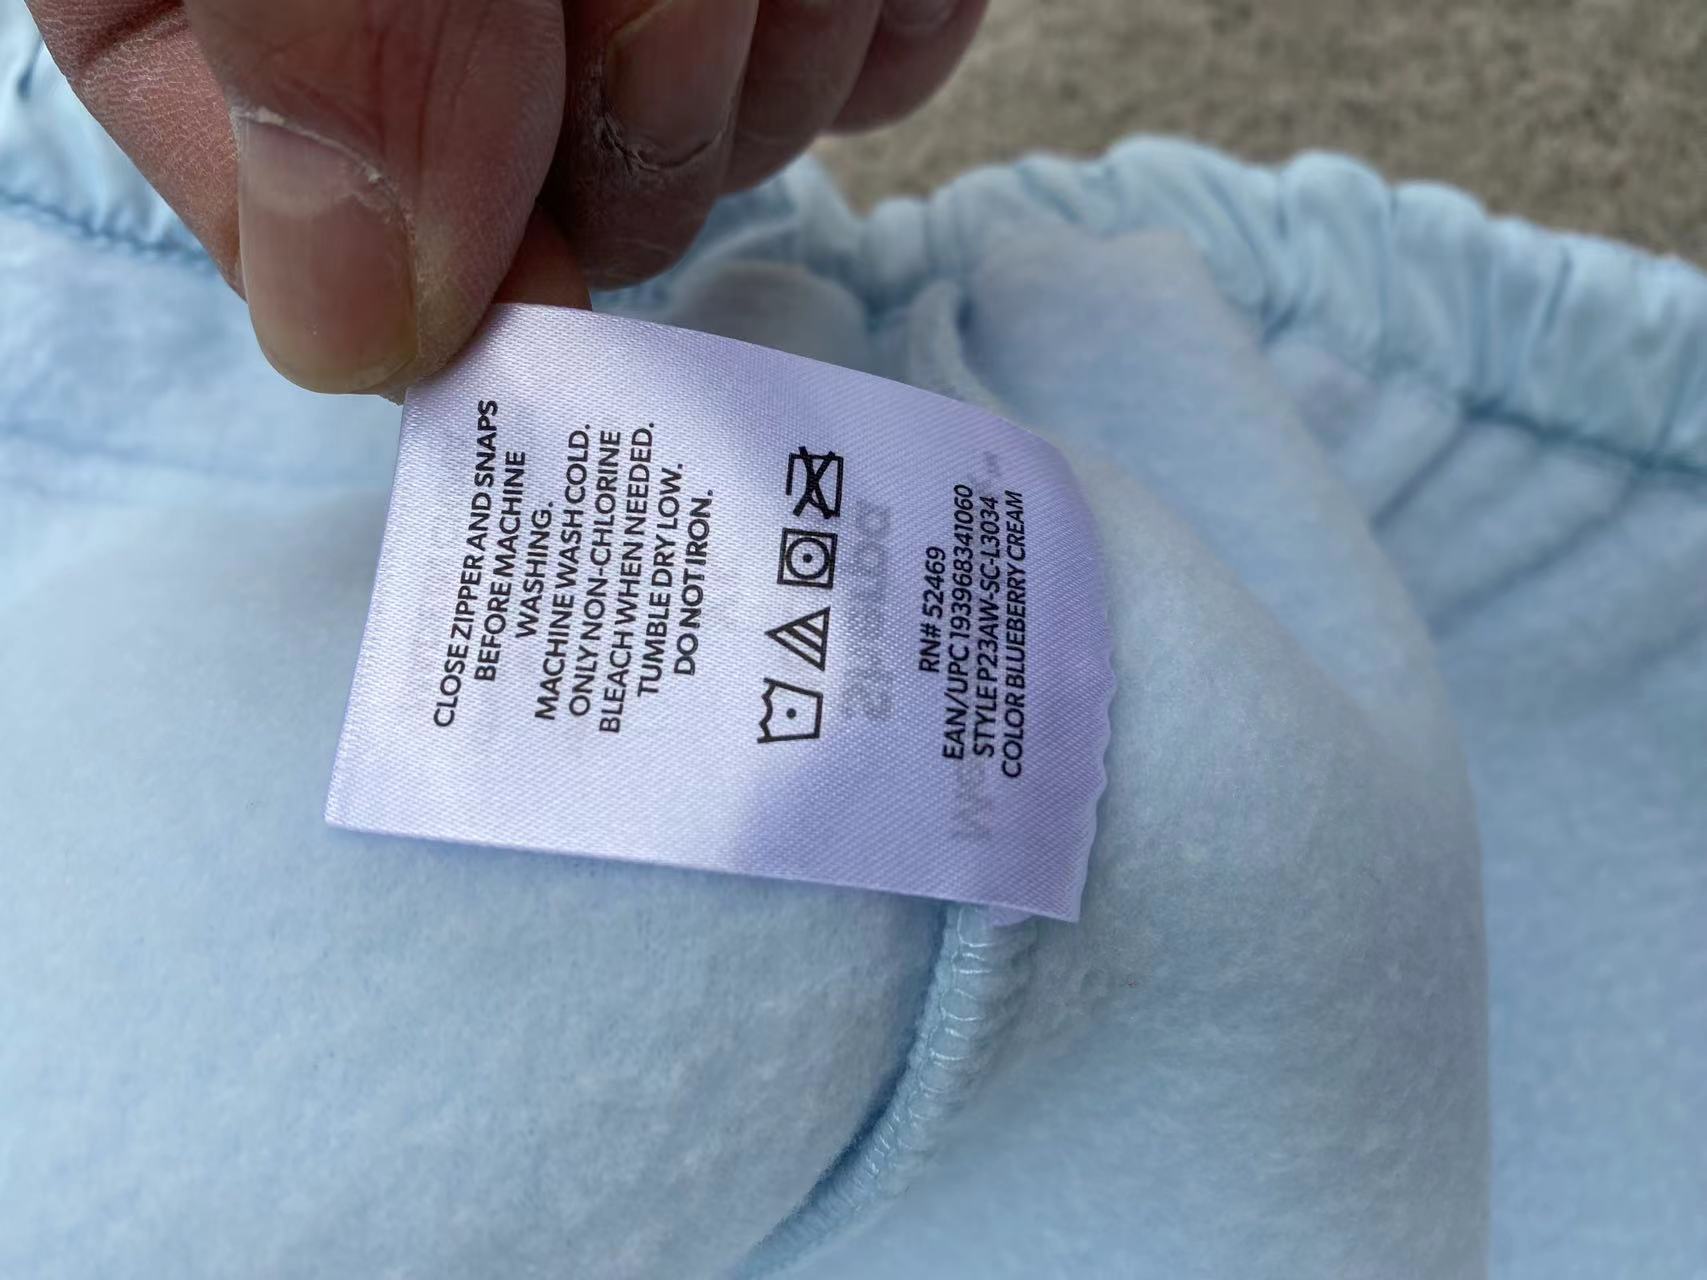 CLOSE ZIPPER AND SNAPS
BEFORE MACHINE
WASHING.
MACHINE WASH COLD.
ONLY NON-CHLORINE
BLEACH WHEN NEEDED.
TUMBLE DRY LOW.
DO NOT IRON.
RN# 52469
EAN/UPC 193968341060
STYLE P23AW-SC-L3034
COLOR BLUEBERRY CREAM